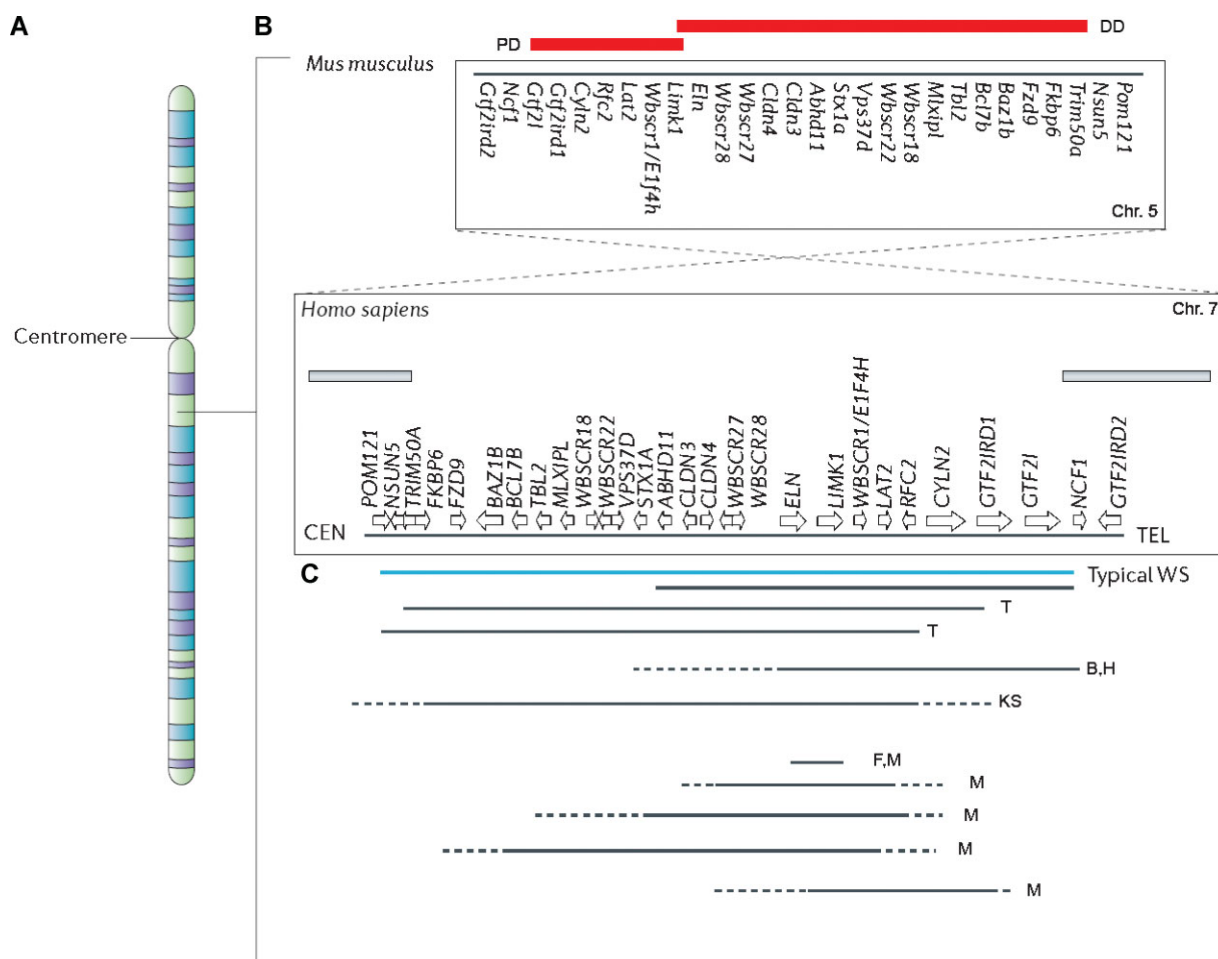 A
B
DD
PD
Mus musculus
Gtf2ird2
Ncf1
Gtf2I
Gtf2ird1
Cyln2
Rfc2
Lat2
Wbscr1/E1f4h
Limk1
Eln
Wbscr28
Wbscr27
Cldn4
Cldn3
Abhd11
Stx1a
Vps37d
Wbscr22
Wbscr18
Mlxipl
Tbl2
Bcl7b
Baz1b
Fzd9
Fkbp6
Trim50a
Nsun5
Pom121
Chr. 5
Homo sapiens
Chr. 7
Centromere
POM121
NSUN5
TRIM50A
FKBP6
FZD9
BAZ1B
BCL7B
TBL2
MLXIPL
WBSCR18
WBSCR22
VPS37D
STX1A
ABHD11
CLDN3
CLDN4
WBSCR27
WBSCR28
ELN
LIMK1
WBSCR1/E1F4H
LAT2
RFC2
CYLN2
GTF2IRD1
GTF2I
NCF1
GTF2IRD2
CEN
TEL
C
Typical WS
T
T
B,H
KS
F,M
M
M
M
M